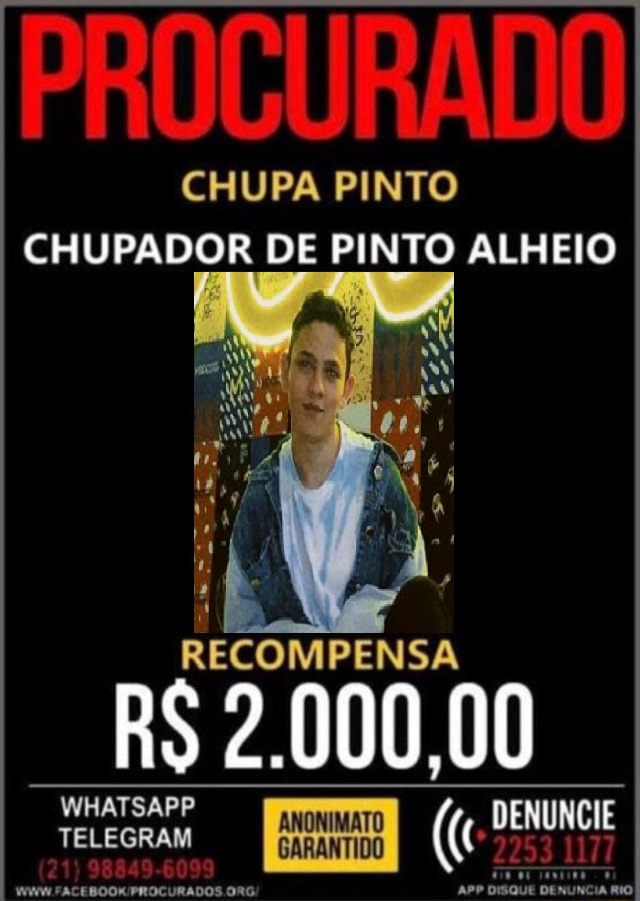 PROCURADO
CHUPA PINTO
CHUPADOR DE PINTO ALHEIO
RECOMPENSA
R$ 2.000,00
WHATSAPP
TELEGRAM
(21) 98849-6099
WWW.FACEBOOK/PROCURADOS.ORG/
ANONIMATO
GARANTIDO
DENUNCIE
2253 1177
RIO DE JANEIRO - RJ
APP DISQUE DENUNCIA RIO